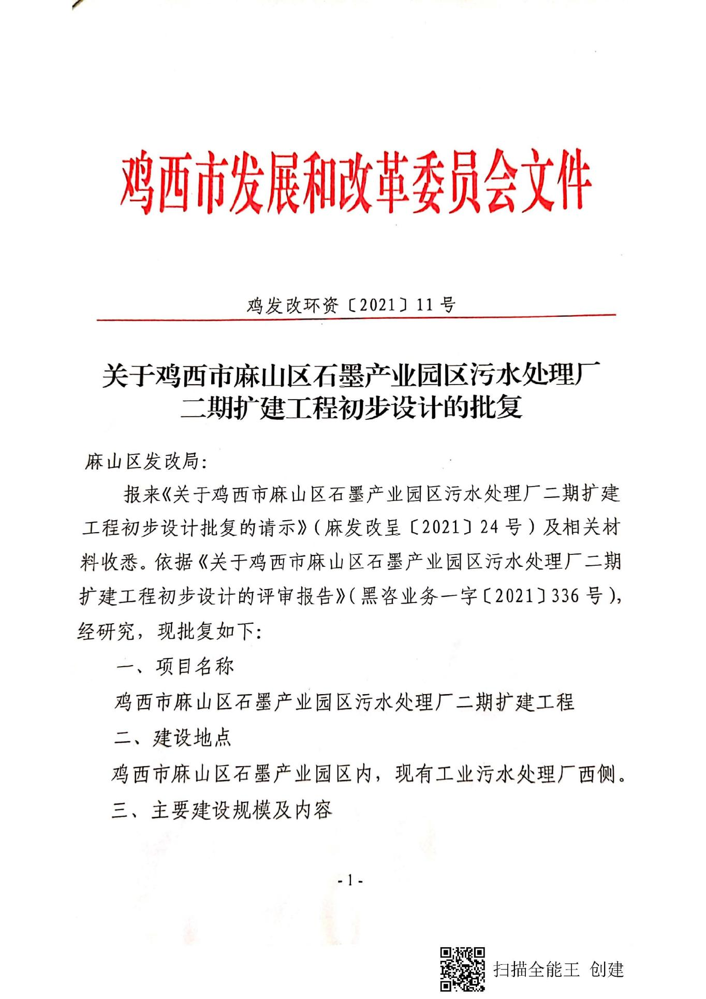 鸡西市发展和改革委员会文件
鸡发改环资〔2021〕11号
关于鸡西市麻山区石墨产业园区污水处理厂
二期扩建工程初步设计的批复
麻山区发改局：
报来《关于鸡西市麻山区石墨产业园区污水处理厂二期扩建
工程初步设计批复的请示》（麻发改呈〔2021〕24号）及相关材
料收悉。依据《关于鸡西市麻山区石墨产业园区污水处理厂二期
扩建工程初步设计的评审报告》（黑咨业务一字〔2021〕336号），
经研究，现批复如下：
一、项目名称
鸡西市麻山区石墨产业园区污水处理厂二期扩建工程
二、建设地点
鸡西市麻山区石墨产业园区内，现有工业污水处理厂西侧。
三、主要建设规模及内容
- 1 -
扫描全能王 创建